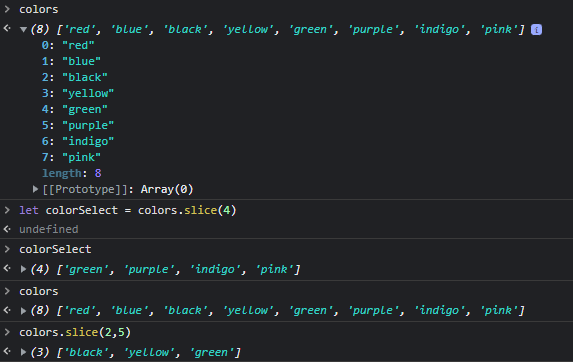 colors
(8) ['red', 'blue', 'black', 'yellow', 'green', 'purple', 'indigo', 'pink'] i
0: "red"
1: "blue"
2: "black"
3: "yellow"
4: "green"
5: "purple"
6: "indigo"
7: "pink"
length: 8
[[Prototype]]: Array(0)
let colorSelect = colors.slice(4)
undefined
colorSelect
(4) ['green', 'purple', 'indigo', 'pink']
colors
(8) ['red', 'blue', 'black', 'yellow', 'green', 'purple', 'indigo', 'pink']
colors.slice(2,5)
(3) ['black', 'yellow', 'green']